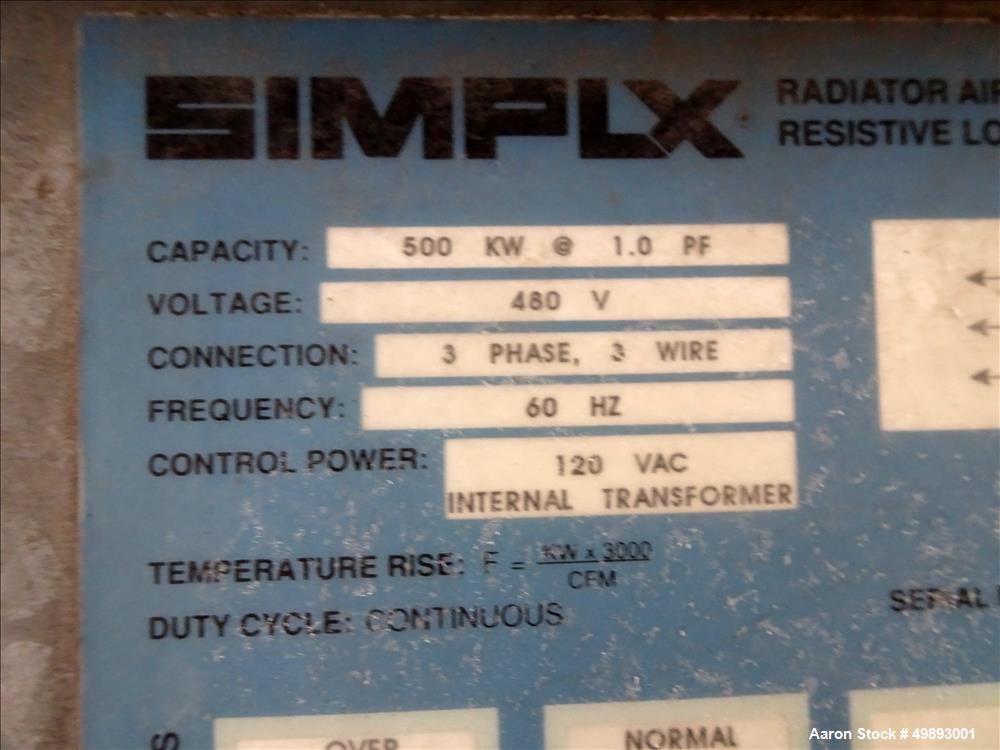 SIMPLX
RADIATOR AI
RESISTIVE LO
CAPACITY: 500 KW @ 1.0 PF
VOLTAGE: 480 V
CONNECTION: 3 PHASE, 3 WIRE
FREQUENCY: 60 HZ
CONTROL POWER: 120 VAC
INTERNAL TRANSFORMER
TEMPERATURE RISE: F = KW x 3000
CFM
DUTY CYCLE: CONTINUOUS
SERIAL
OVER
NORMAL
Aaron Stock # 49893001